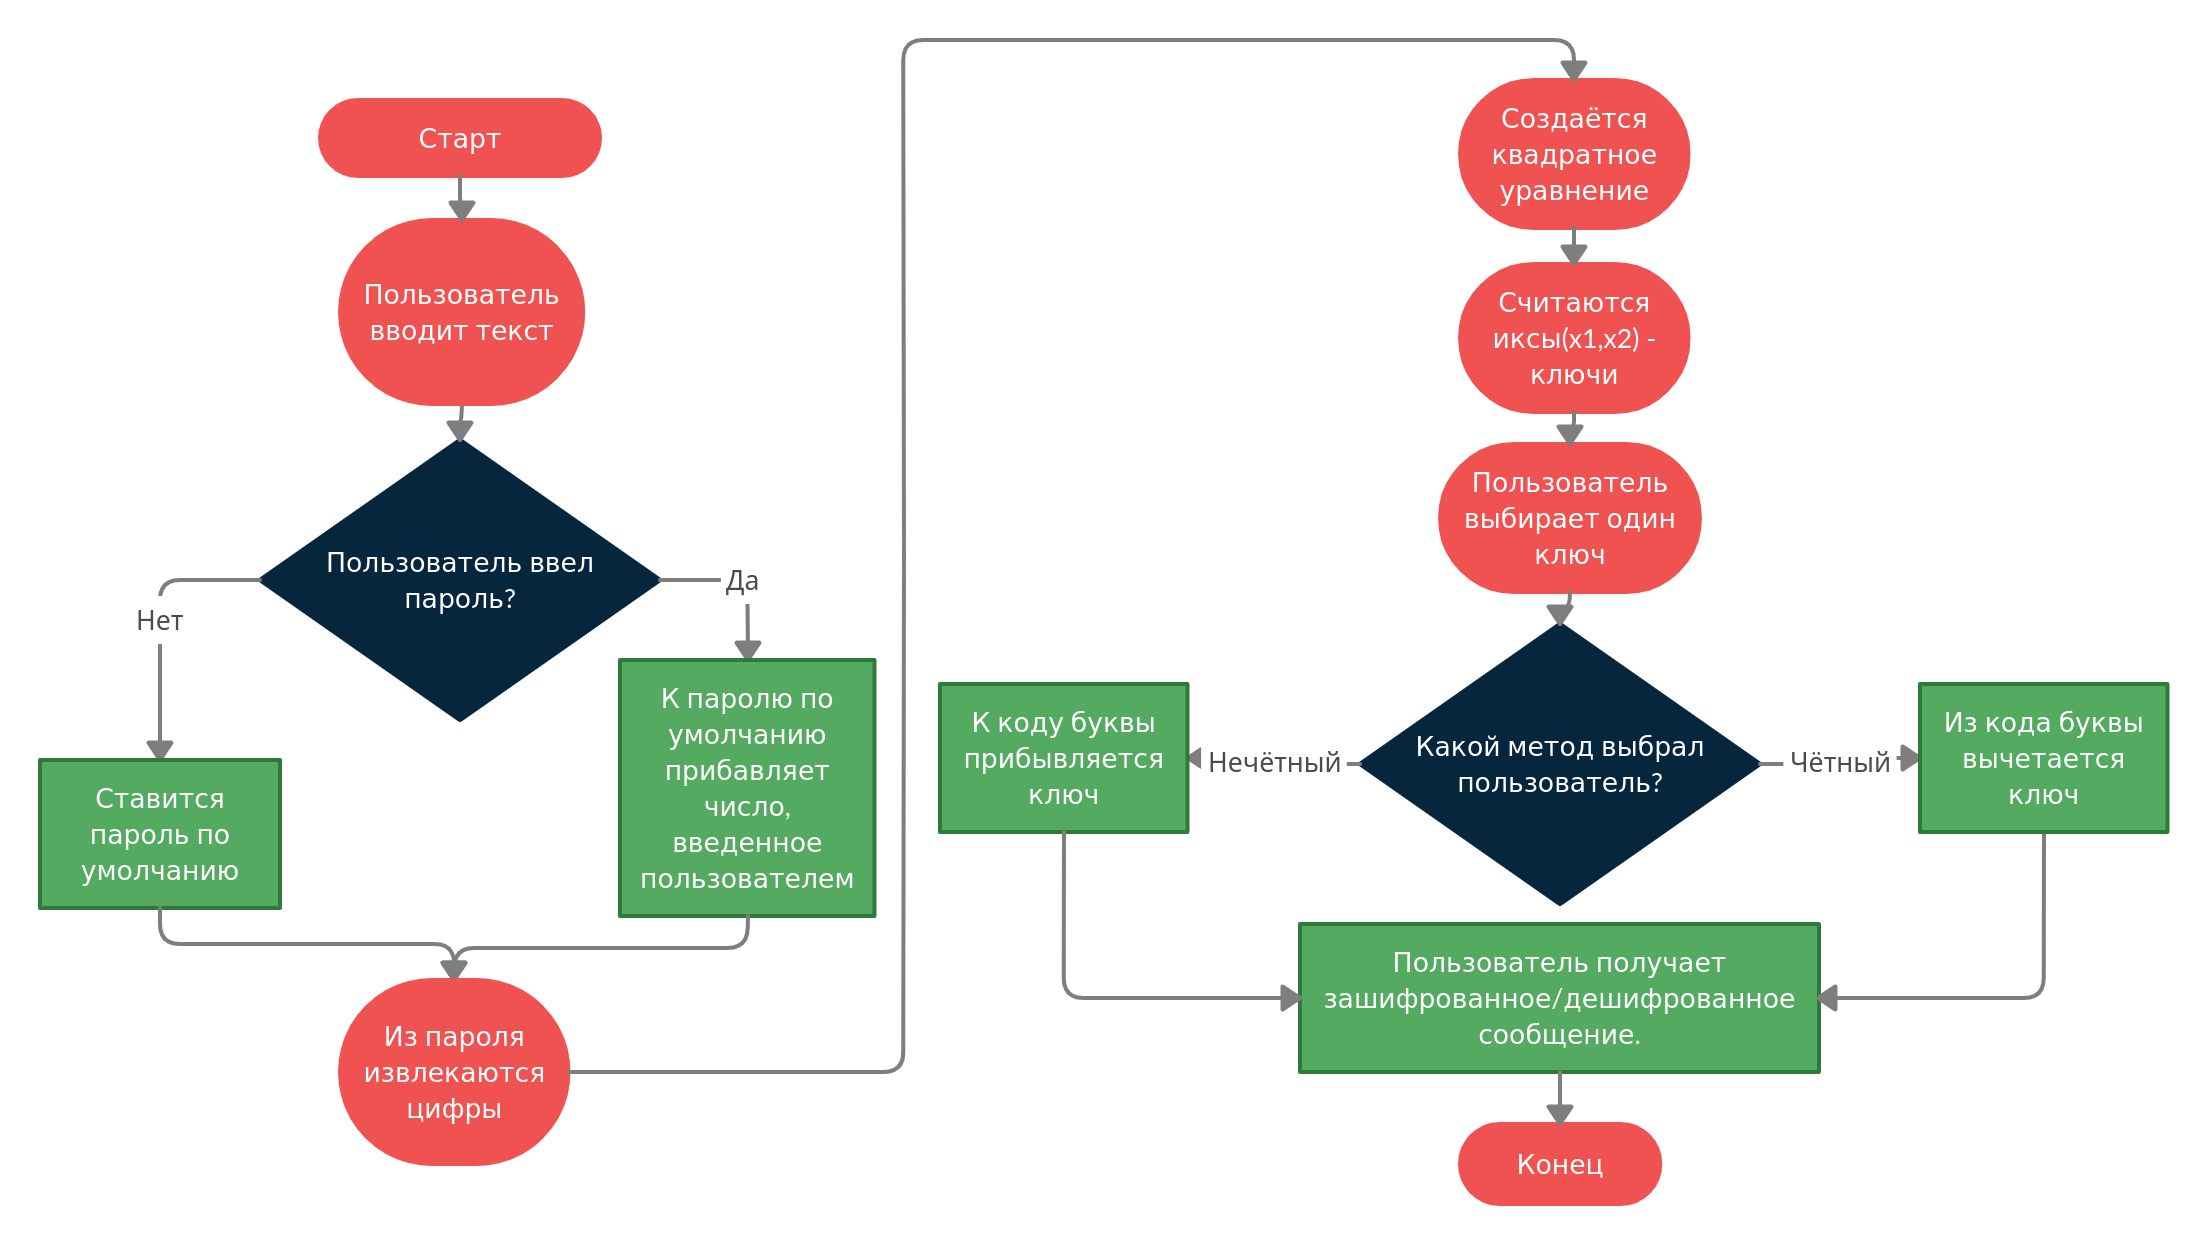 Старт
Пользователь
вводит текст
Пользователь ввел
пароль?
Нет
Да
Ставится
пароль по
умолчанию
К паролю по
умолчанию
прибавляет
число,
введенное
пользователем
Из пароля
извлекаются
цифры
Создаётся
квадратное
уравнение
Считаются
иксы(x1,x2) -
ключи
Пользователь
выбирает один
ключ
Какой метод выбрал
пользователь?
Нечётный
Чётный
К коду буквы
прибывляется
ключ
Из кода буквы
вычетается
ключ
Пользователь получает
зашифрованное/дешифрованное
сообщение.
Конец